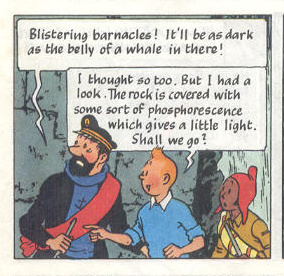 Blistering barnacles! It'll be as dark
as the belly of a whale in there!
I thought so too. But I had a
look. The rock is covered with
some sort of phosphorescence
which gives a little light.
Shall we go?